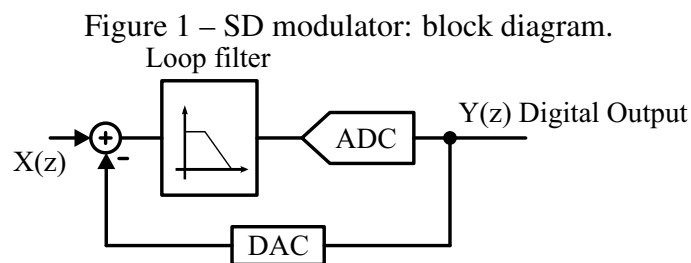 Figure 1 – SD modulator: block diagram.
Loop filter
+
ADC
Y(z) Digital Output
X(z)
-
DAC